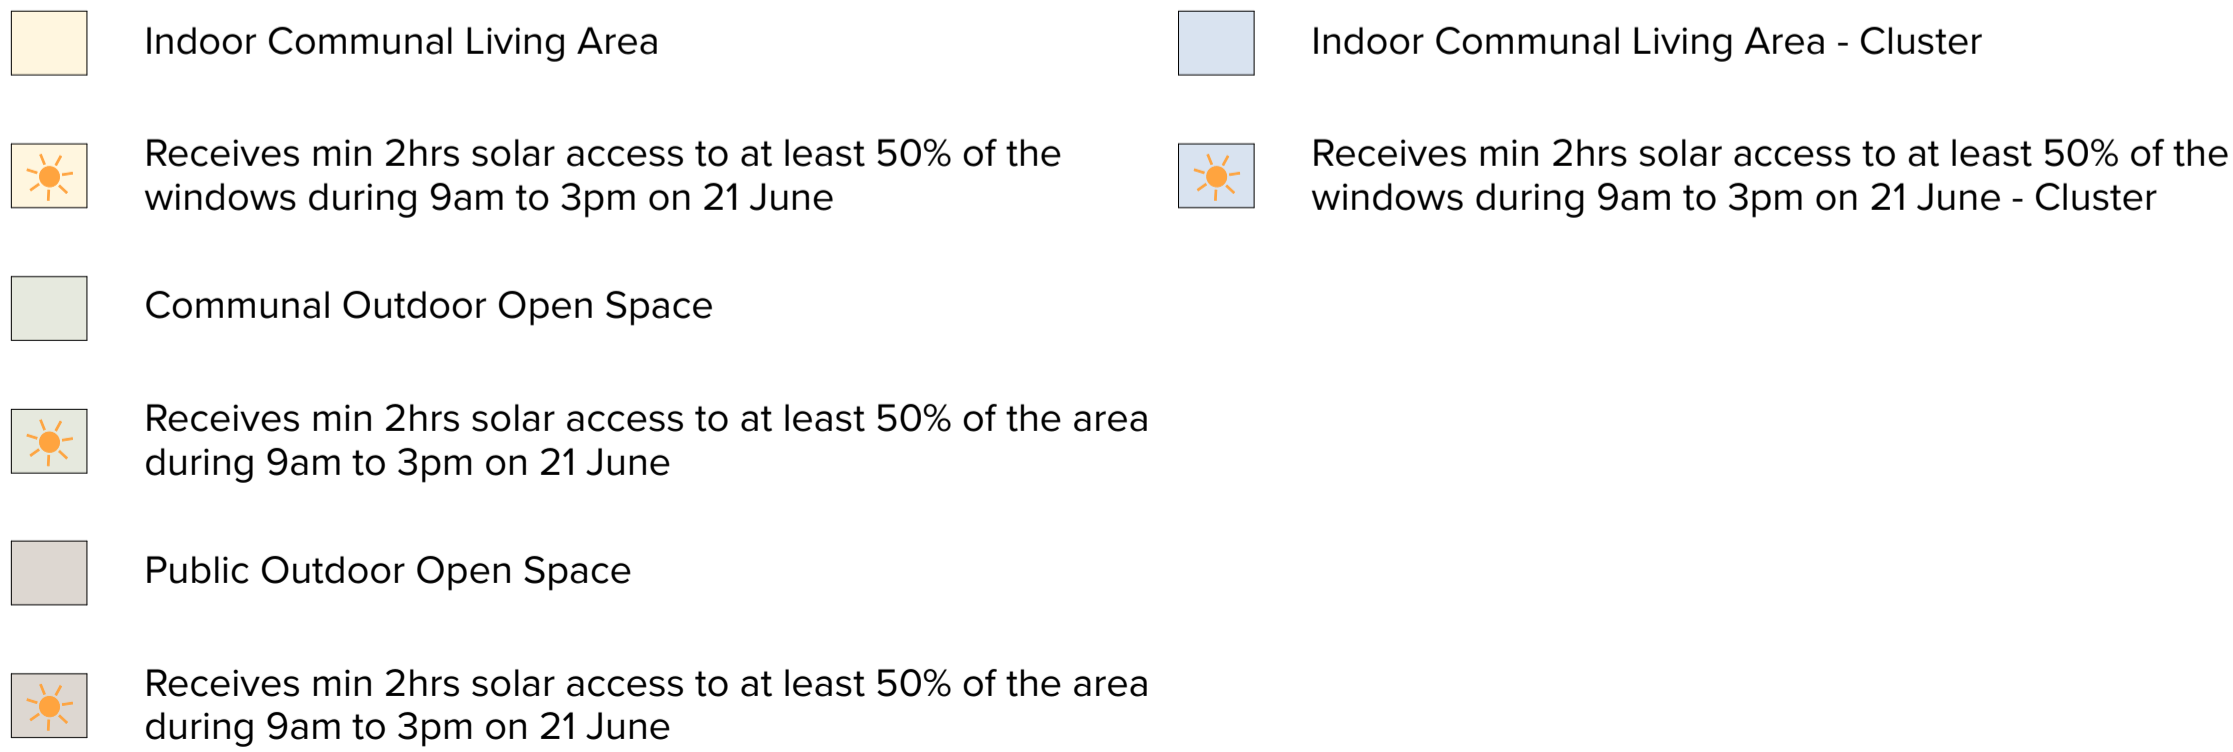 Indoor Communal Living Area
Receives min 2hrs solar access to at least 50% of the
windows during 9am to 3pm on 21 June
Communal Outdoor Open Space
Receives min 2hrs solar access to at least 50% of the area
during 9am to 3pm on 21 June
Public Outdoor Open Space
Receives min 2hrs solar access to at least 50% of the area
during 9am to 3pm on 21 June
Indoor Communal Living Area - Cluster
Receives min 2hrs solar access to at least 50% of the
windows during 9am to 3pm on 21 June - Cluster